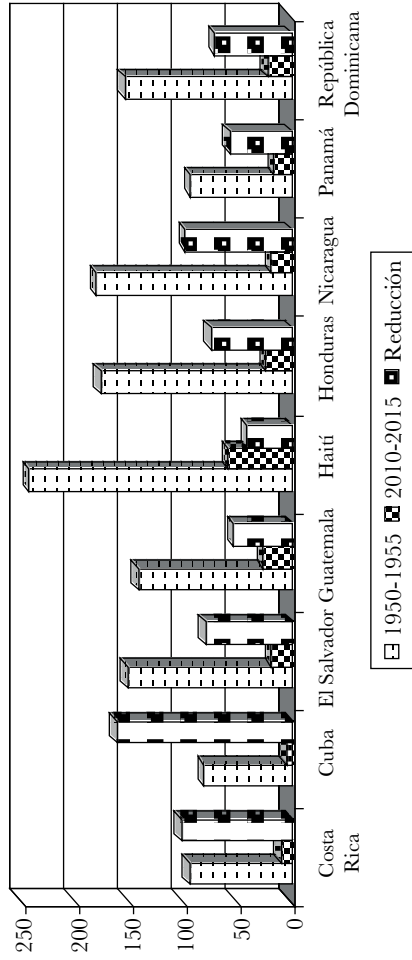 250
200
150
100
50
0
Costa
Rica
Cuba
El Salvador
Guatemala
Haití
Honduras
Nicaragua
Panamá
República
Dominicana
1950-1955 2010-2015 Reducción